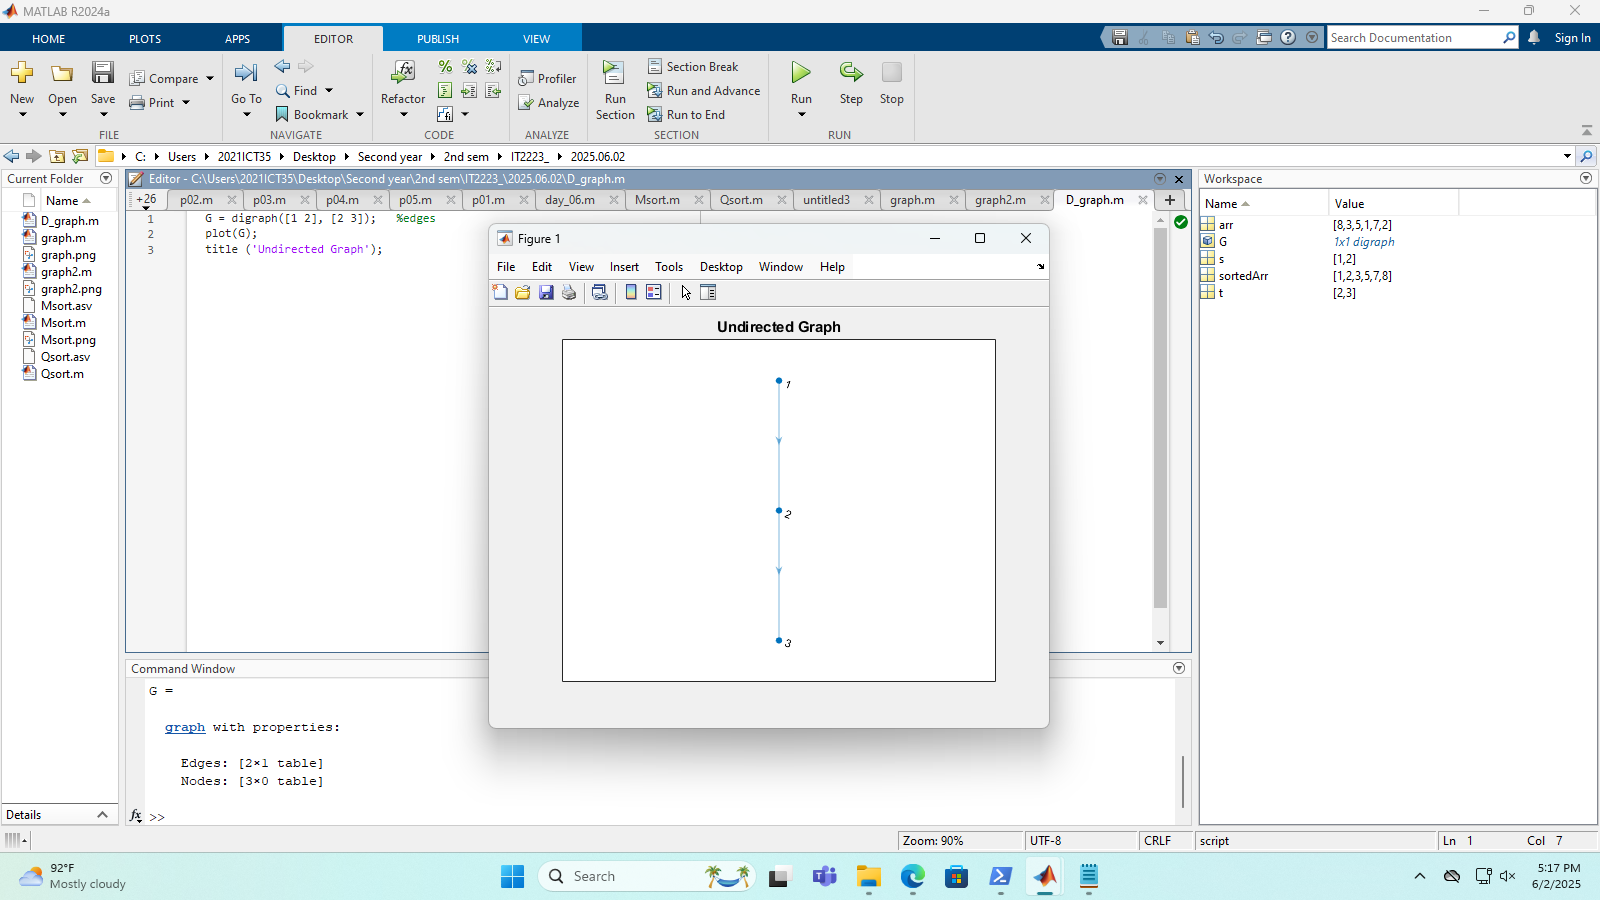 MATLAB R2024a
HOME PLOTS APPS EDITOR PUBLISH VIEW
Search Documentation
Sign In
New Open Save Compare Print
FILE
Go To Find Bookmark
NAVIGATE
Refactor
CODE
Profiler
Analyze
ANALYZE
Run Section
Section Break
Run and Advance
Run to End
SECTION
Run Step Stop
RUN
C: Users 2021ICT35 Desktop Second year 2nd sem IT2223_ 2025.06.02
Current Folder
Name
D_graph.m
graph.m
graph.png
graph2.m
graph2.png
Msort.asv
Msort.m
Msort.png
Qsort.asv
Qsort.m
Details
Editor - C:\Users\2021ICT35\Desktop\Second year\2nd sem\IT2223_\2025.06.02\D_graph.m
+26 p02.m p03.m p04.m p05.m p01.m day_06.m Msort.m Qsort.m untitled3 graph.m graph2.m D_graph.m
1 G = digraph([1 2], [2 3]); %edges
2 plot(G);
3 title ('Undirected Graph');
Figure 1
File Edit View Insert Tools Desktop Window Help
Undirected Graph
1
2
3
Command Window
G =
graph with properties:
Edges: [2×1 table]
Nodes: [3×0 table]
fx >>
Workspace
Name Value
arr [8,3,5,1,7,2]
G 1x1 digraph
s [1,2]
sortedArr [1,2,3,5,7,8]
t [2,3]
Zoom: 90% UTF-8 CRLF script Ln 1 Col 7
92°F
Mostly cloudy
Search
5:17 PM
6/2/2025